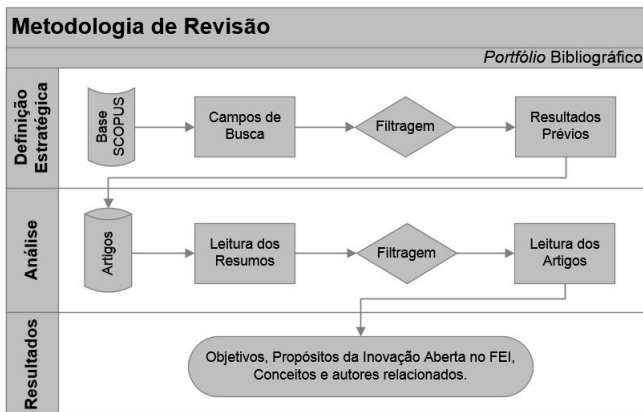 Metodologia de Revisão
Portfólio Bibliográfico
Definição
Estratégica
Base
SCOPUS
Campos de
Busca
Filtragem
Resultados
Prévios
Análise
Artigos
Leitura dos
Resumos
Filtragem
Leitura dos
Artigos
Resultados
Objetivos, Propósitos da Inovação Aberta no FEI,
Conceitos e autores relacionados.